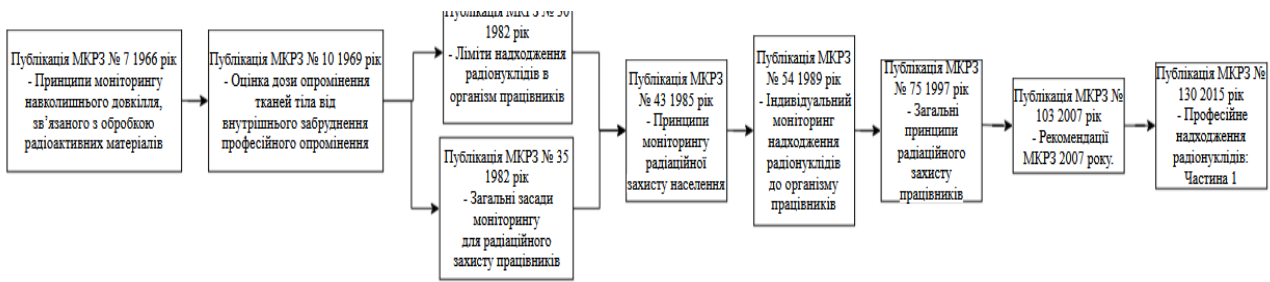 Публікація МКРЗ № 7 1966 рік
- Принципи моніторингу
навколишнього довкілля,
зв’язаного з обробкою
радіоактивних матеріалів
Публікація МКРЗ № 10 1969 рік
- Оцінка дози опромінення
тканей тіла від
внутрішнього забруднення
професійного опромінення
Публікація МКРЗ № 30
1982 рік
- Ліміти надходження
радіонуклідів в
організм працівників
Публікація МКРЗ № 35
1982 рік
- Загальні засади
моніторингу
для радіаційного
захисту працівників
Публікація МКРЗ
№ 43 1985 рік
- Принципи
моніторингу
радіаційної
захисту населення
Публікація МКРЗ
№ 54 1989 рік
- Індивідуальний
моніторинг
надходження
радіонуклідів
до організму
працівників
Публікація МКРЗ
№ 75 1997 рік
- Загальні
принципи
радіаційного
захисту
працівників
Публікація МКРЗ №
103 2007 рік
- Рекомендації
МКРЗ 2007 року.
Публікація МКРЗ №
130 2015 рік
- Професійне
надходження
радіонуклідів:
Частина 1